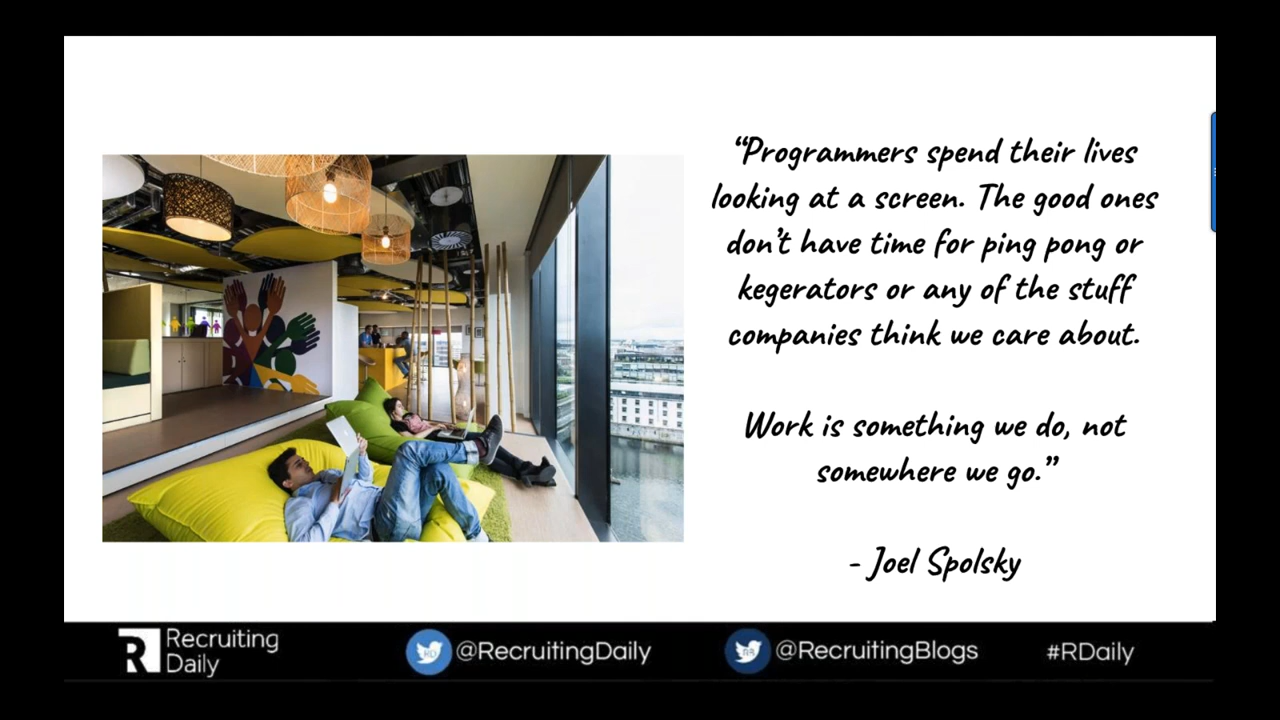 “Programmers spend their lives
looking at a screen. The good ones
don’t have time for ping pong or
kegerators or any of the stuff
companies think we care about.
Work is something we do, not
somewhere we go.”
- Joel Spolsky
Recruiting
Daily
@RecruitingDaily
@RecruitingBlogs
#RDaily